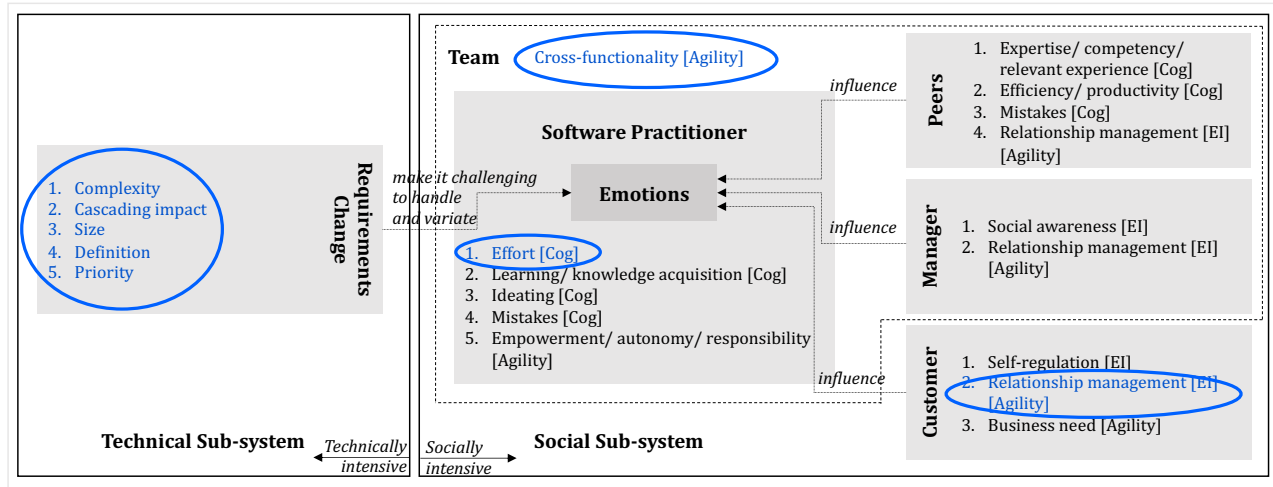 Requirements
Change
1. Complexity
2. Cascading impact
3. Size
4. Definition
5. Priority
Technical Sub-system
Technically
intensive
make it challenging
to handle
and variate
Team
Cross-functionality [Agility]
Software Practitioner
Emotions
1. Effort [Cog]
2. Learning/ knowledge acquisition [Cog]
3. Ideating [Cog]
4. Mistakes [Cog]
5. Empowerment/ autonomy/ responsibility
[Agility]
Socially
intensive
Social Sub-system
influence
Peers
1. Expertise/ competency/
relevant experience [Cog]
2. Efficiency/ productivity [Cog]
3. Mistakes [Cog]
4. Relationship management [EI]
[Agility]
influence
Manager
1. Social awareness [EI]
2. Relationship management [EI]
[Agility]
influence
Customer
1. Self-regulation [EI]
2. Relationship management [EI]
[Agility]
3. Business need [Agility]